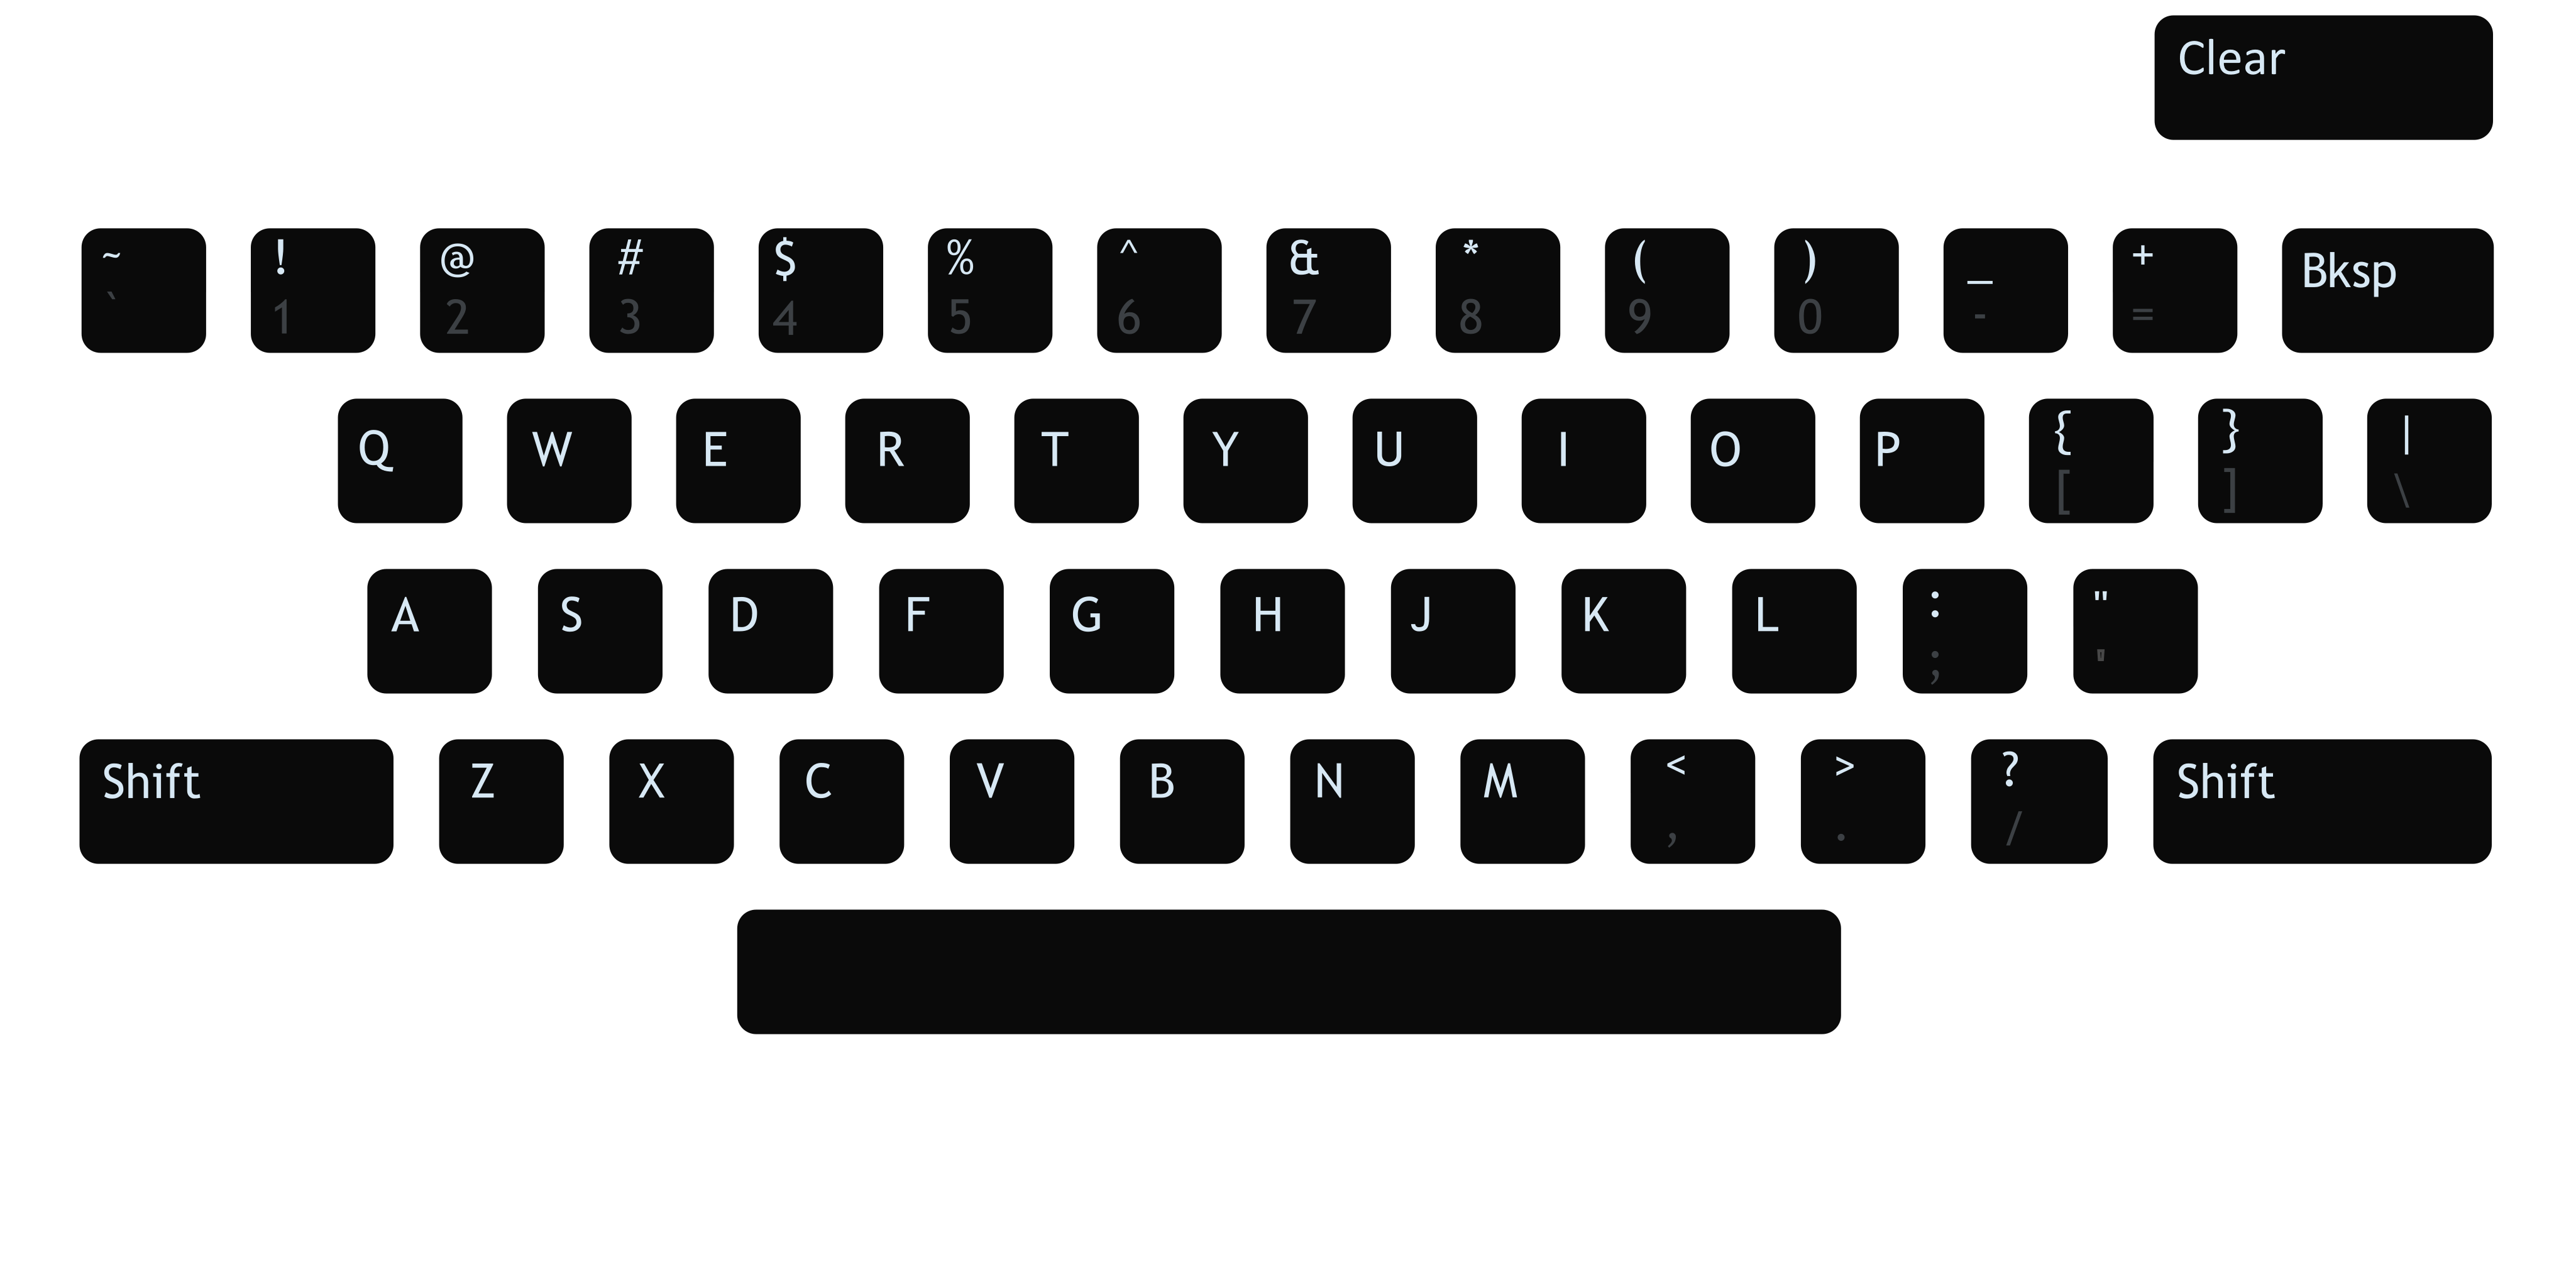 Clear
~ ! @ # $ % ^ & * ( ) _ + Bksp
` 1 2 3 4 5 6 7 8 9 0 - =
Q W E R T Y U I O P { } |
[ ] \
A S D F G H J K L : "
; '
Shift Z X C V B N M < > ? Shift
, . /